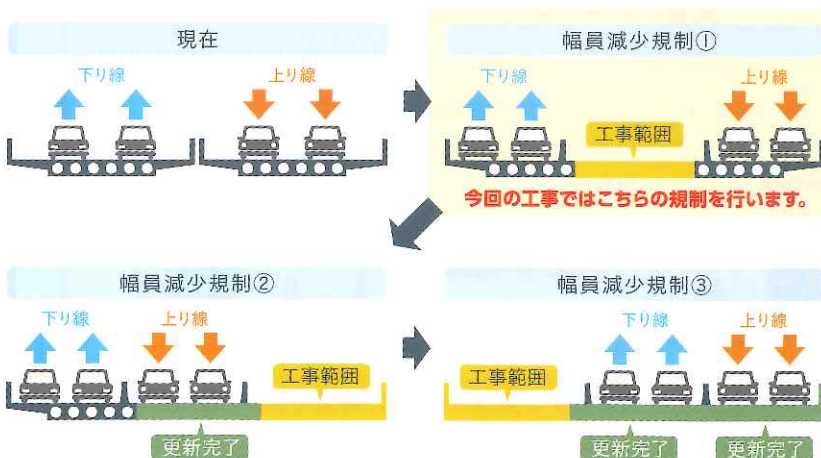 現在
下り線
上り線
幅員減少規制①
下り線
上り線
工事範囲
今回の工事ではこちらの規制を行います。
幅員減少規制②
下り線
上り線
工事範囲
更新完了
幅員減少規制③
下り線
上り線
工事範囲
更新完了
更新完了